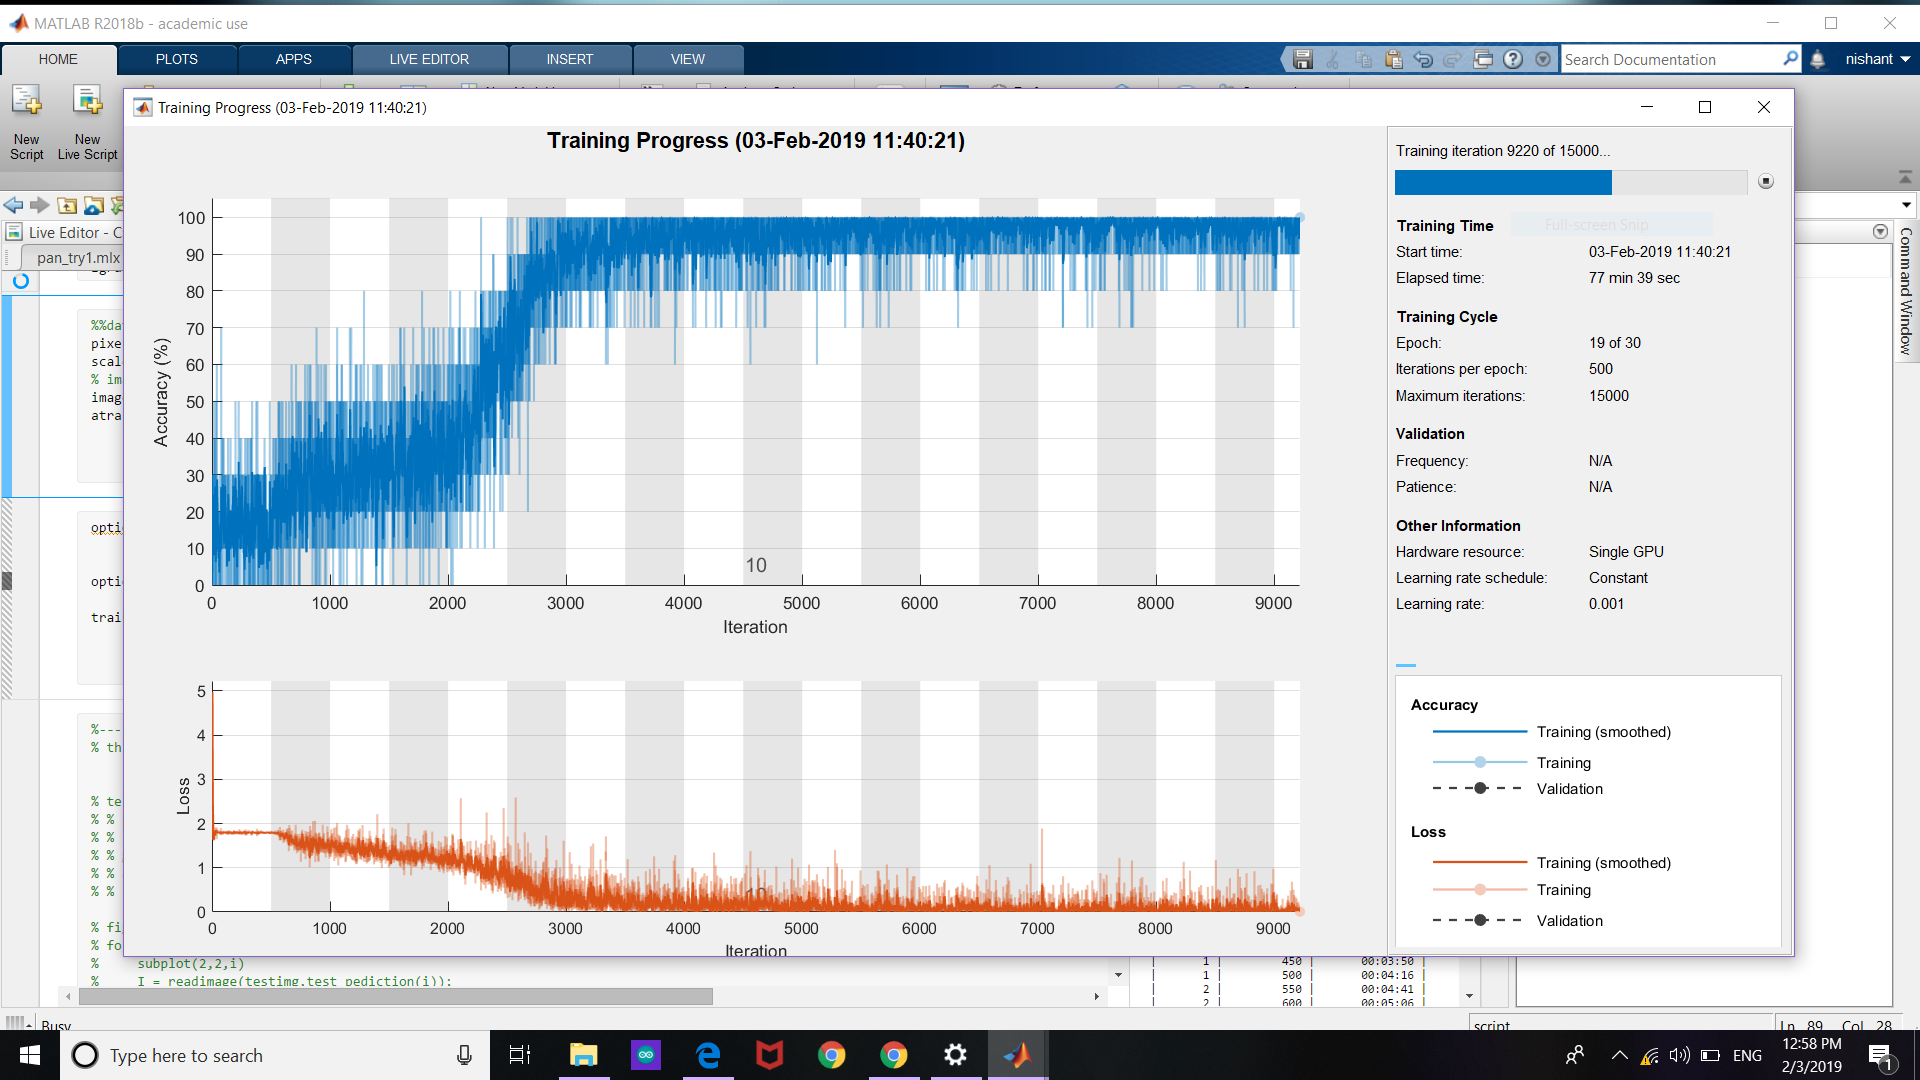 MATLAB R2018b - academic use
HOME PLOTS APPS LIVE EDITOR INSERT VIEW
Search Documentation
nishant
New Script
New Live Script
Training Progress (03-Feb-2019 11:40:21)
Training Progress (03-Feb-2019 11:40:21)
Live Editor - C
pan_try1.mlx
%%da
pixe
scal
% im
imag
atra
opti
opti
trai
%----
% th
% te
% %
% %
% %
% %
% %
% fi
% fo
% subplot(2,2,i)
% I = readimage(testimg.test_pediction(i));
Accuracy (%)
100
90
80
70
60
50
40
30
20
10
0
10
0 1000 2000 3000 4000 5000 6000 7000 8000 9000
Iteration
Loss
5
4
3
2
1
0
10
0 1000 2000 3000 4000 5000 6000 7000 8000 9000
Iteration
Training iteration 9220 of 15000...
Full-screen Snip
Training Time
Start time: 03-Feb-2019 11:40:21
Elapsed time: 77 min 39 sec
Training Cycle
Epoch: 19 of 30
Iterations per epoch: 500
Maximum iterations: 15000
Validation
Frequency: N/A
Patience: N/A
Other Information
Hardware resource: Single GPU
Learning rate schedule: Constant
Learning rate: 0.001
Accuracy
Training (smoothed)
Training
Validation
Loss
Training (smoothed)
Training
Validation
Command Window
| 1 | 450 | 00:03:50 |
| 1 | 500 | 00:04:16 |
| 2 | 550 | 00:04:41 |
| 2 | 600 | 00:05:06 |
Busy
script
Ln 89 Col 28
Type here to search
ENG
12:58 PM
2/3/2019
1